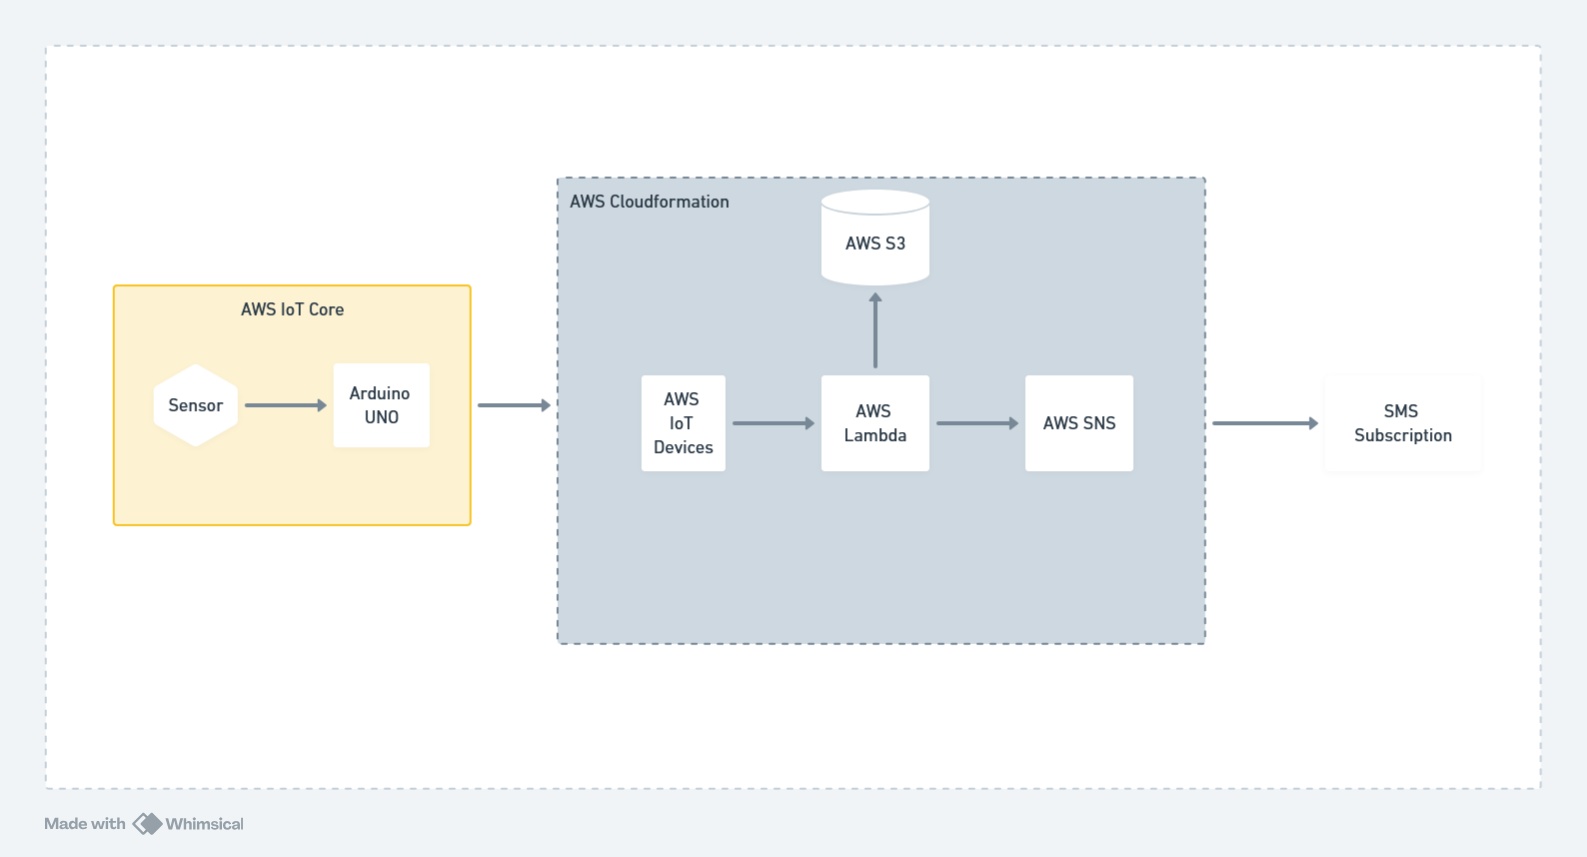 AWS Cloudformation
AWS S3
AWS IoT Core
Sensor
Arduino
UNO
AWS
IoT
Devices
AWS
Lambda
AWS SNS
SMS
Subscription
Made with Whimsical